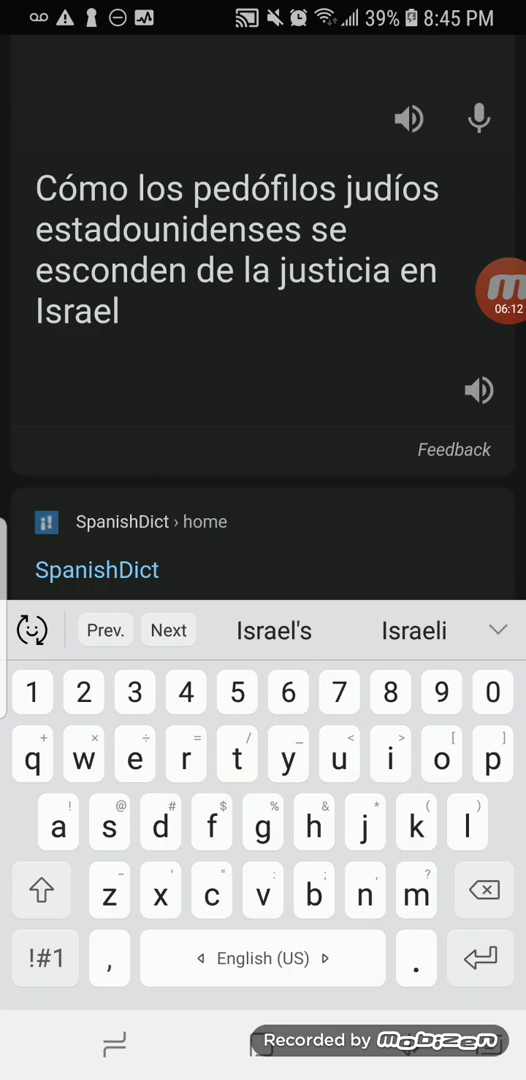 39% 8:45 PM
Cómo los pedófilos judíos
estadounidenses se
esconden de la justicia en
Israel
06:12
Feedback
SpanishDict › home
SpanishDict
Prev. Next Israel's Israeli
1 2 3 4 5 6 7 8 9 0
+ × ÷ = / _ < > [ ]
q w e r t y u i o p
! @ # $ % & * ( )
a s d f g h j k l
- ' " : ; , ?
z x c v b n m
!#1 , English (US) .
Recorded by mobizen